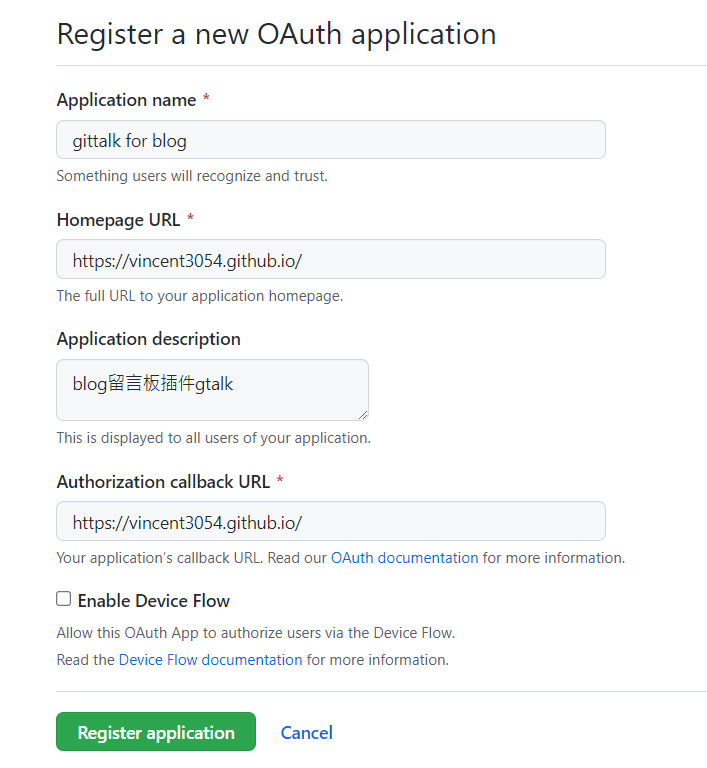 Register a new OAuth application
Application name *
gittalk for blog
Something users will recognize and trust.
Homepage URL *
https://vincent3054.github.io/
The full URL to your application homepage.
Application description
blog留言板插件gtalk
This is displayed to all users of your application.
Authorization callback URL *
https://vincent3054.github.io/
Your application’s callback URL. Read our OAuth documentation for more information.
Enable Device Flow
Allow this OAuth App to authorize users via the Device Flow.
Read the Device Flow documentation for more information.
Register application Cancel